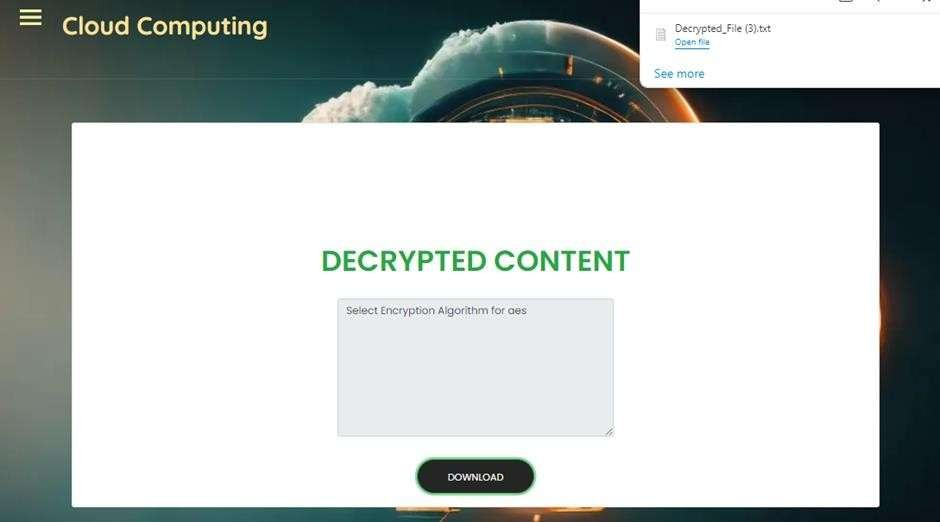 Cloud Computing
Decrypted_File (3).txt
Open file
See more
DECRYPTED CONTENT
Select Encryption Algorithm for aes
DOWNLOAD